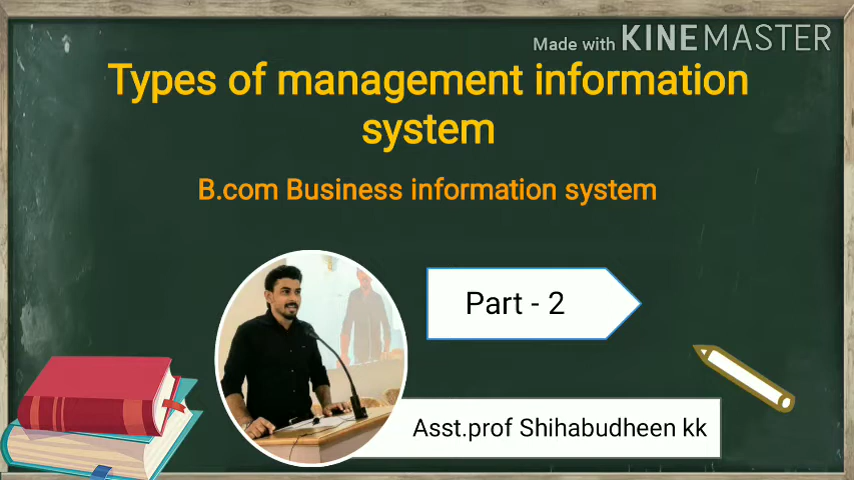 Made with KINEMASTER
Types of management information
system
B.com Business information system
Part - 2
Asst.prof Shihabudheen kk